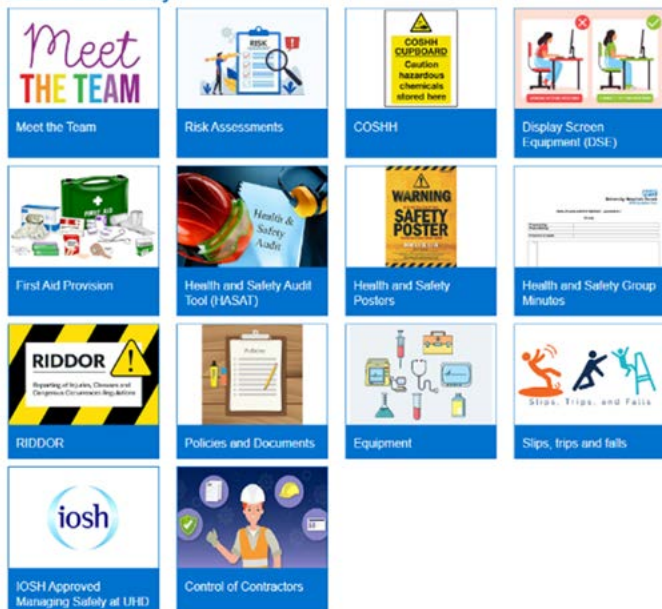 Meet
THE TEAM
Meet the Team
RISK
Risk Assessments
COSHH
CUPBOARD
Caution
hazardous
chemicals
stored here
COSHH
Display Screen
Equipment (DSE)
FIRST AID
First Aid Provision
Health &
Safety
Audit
Health and Safety Audit
Tool (HASAT)
WARNING
SAFETY
POSTER
Health and Safety
Posters
Health and Safety Group
Minutes
RIDDOR
Reporting of Injuries, Diseases and
Dangerous Occurrences Regulations
RIDDOR
Policies
Policies and Documents
Equipment
Slips, Trips, and Falls
Slips, trips and falls
iosh
IOSH Approved
Managing Safely at UHD
Control of Contractors